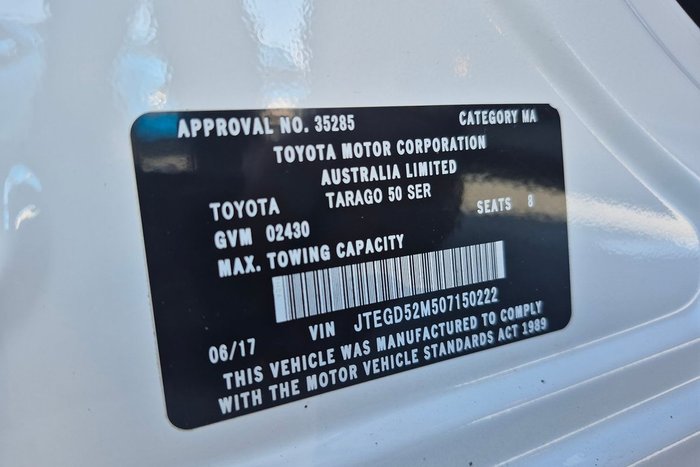 APPROVAL NO. 35285 CATEGORY MA
TOYOTA MOTOR CORPORATION
AUSTRALIA LIMITED
TOYOTA TARAGO 50 SER
GVM 02430 SEATS 8
MAX. TOWING CAPACITY
06/17 VIN JTEGD52M507150222
THIS VEHICLE WAS MANUFACTURED TO COMPLY
WITH THE MOTOR VEHICLE STANDARDS ACT 1989